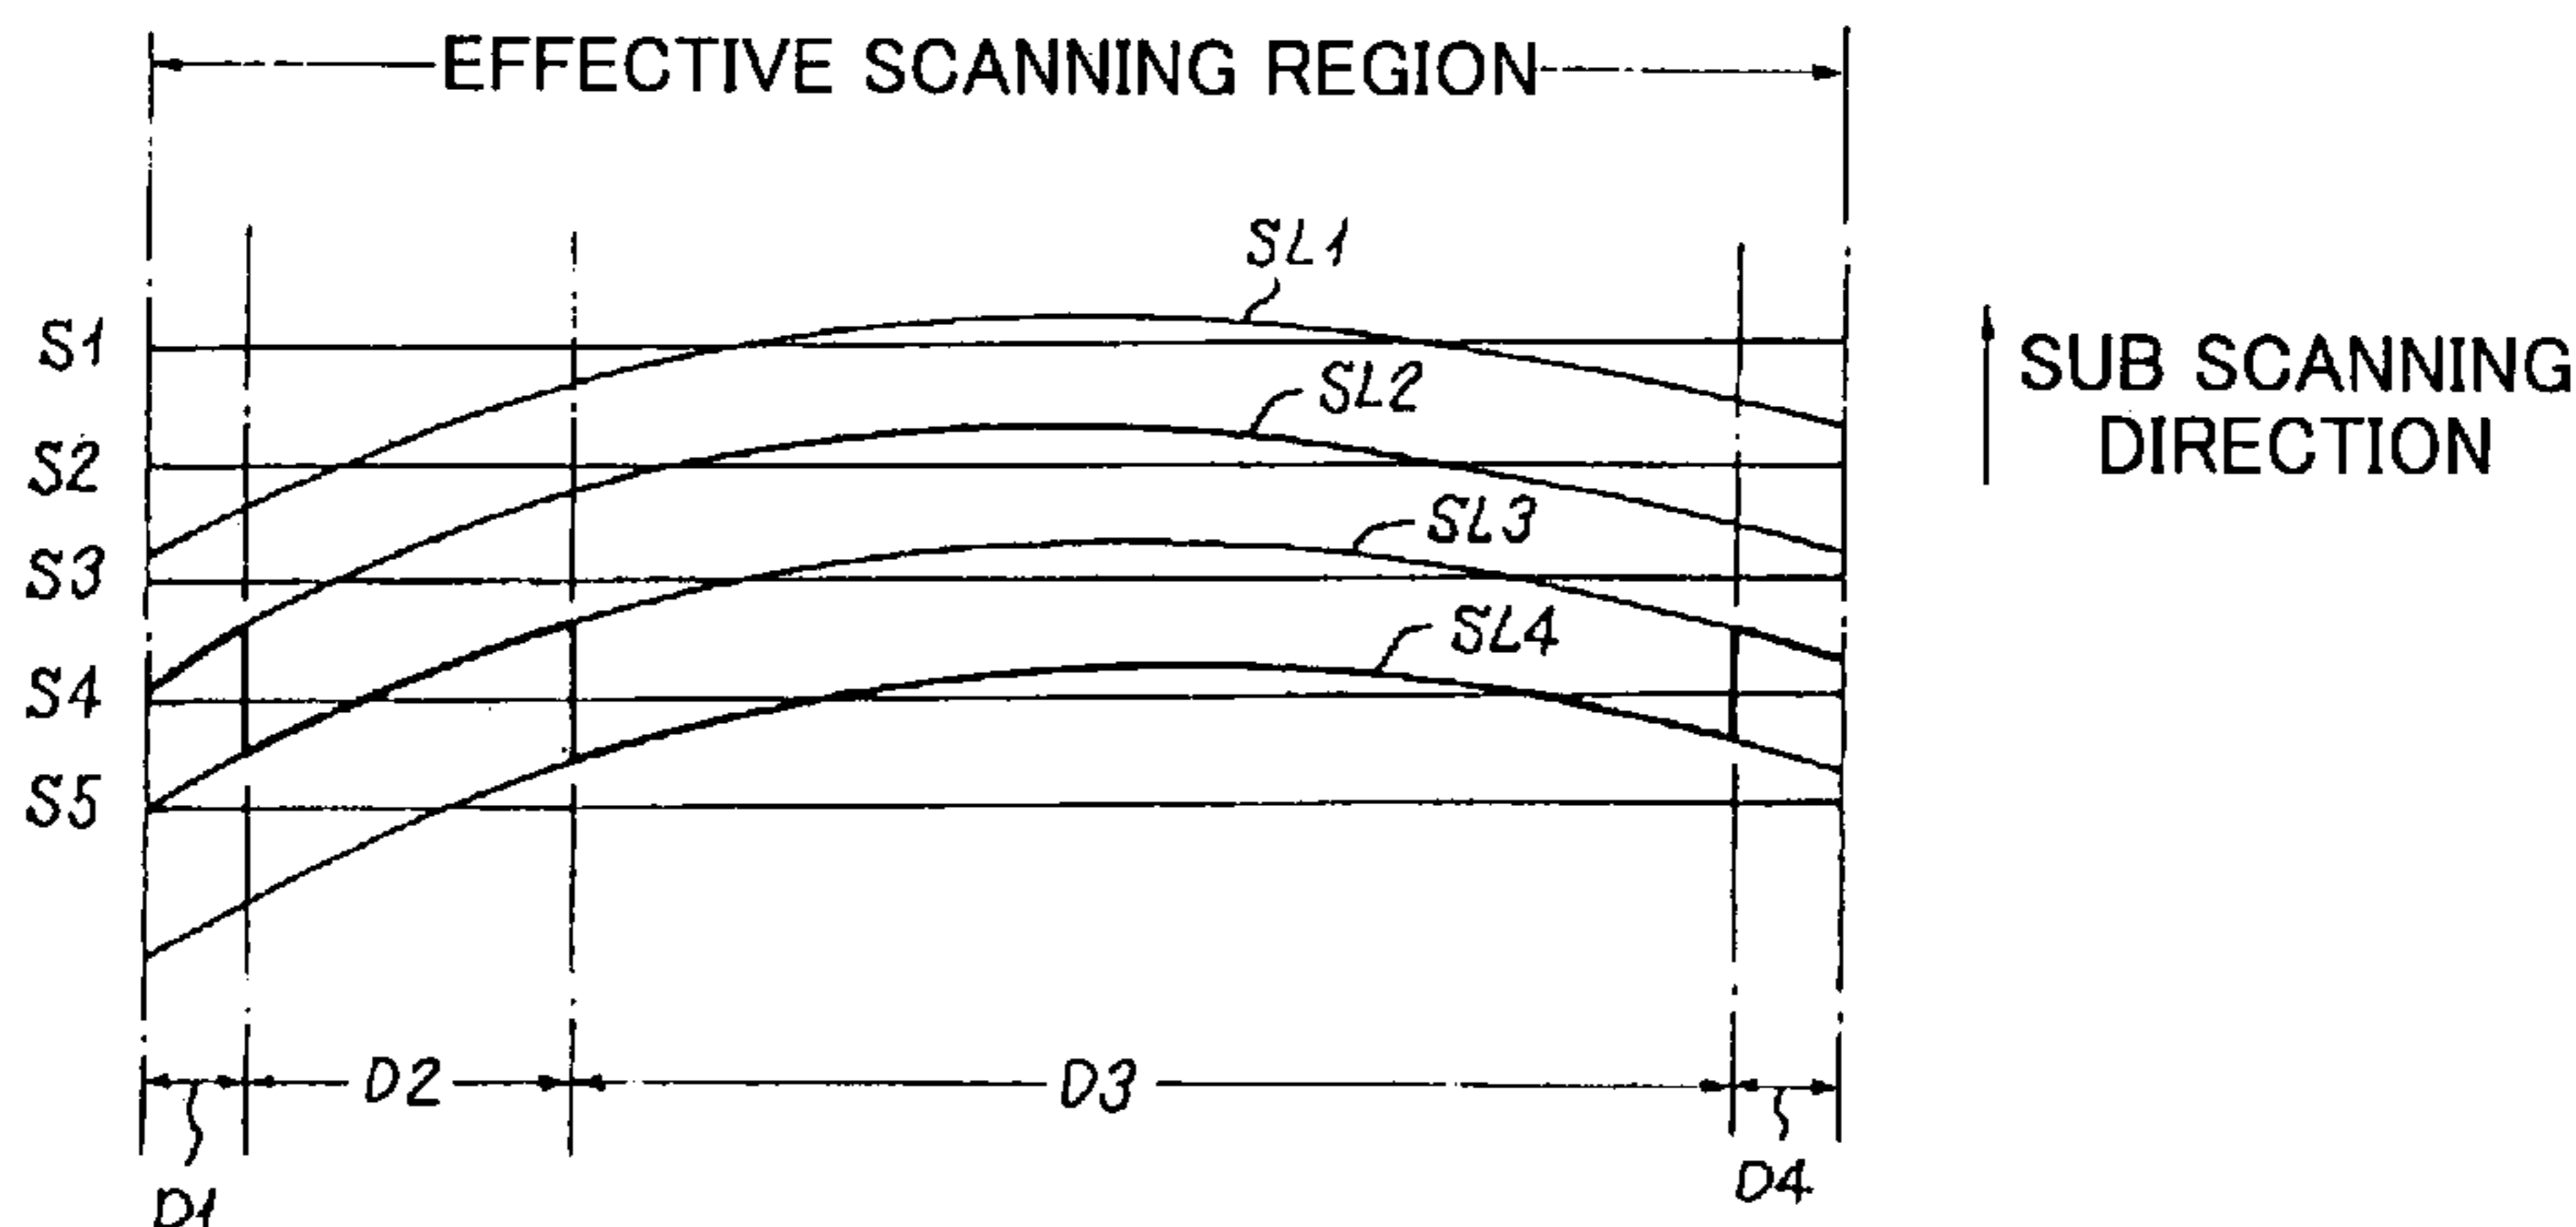 EFFECTIVE SCANNING REGION
SL1
S1
SUB SCANNING
DIRECTION
SL2
S2
SL3
S3
SL4
S4
S5
D2
D3
D1
D4